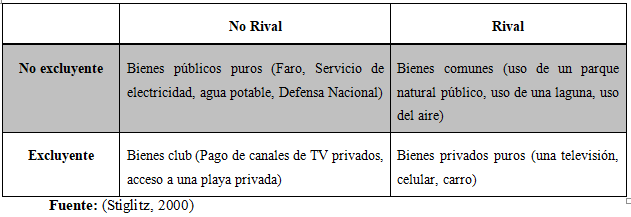 No Rival
Rival
No excluyente
Bienes públicos puros (Faro, Servicio de
electricidad, agua potable, Defensa Nacional)
Bienes comunes (uso de un parque
natural público, uso de una laguna, uso
del aire)
Excluyente
Bienes club (Pago de canales de TV privados,
acceso a una playa privada)
Bienes privados puros (una televisión,
celular, carro)
Fuente: (Stiglitz, 2000)